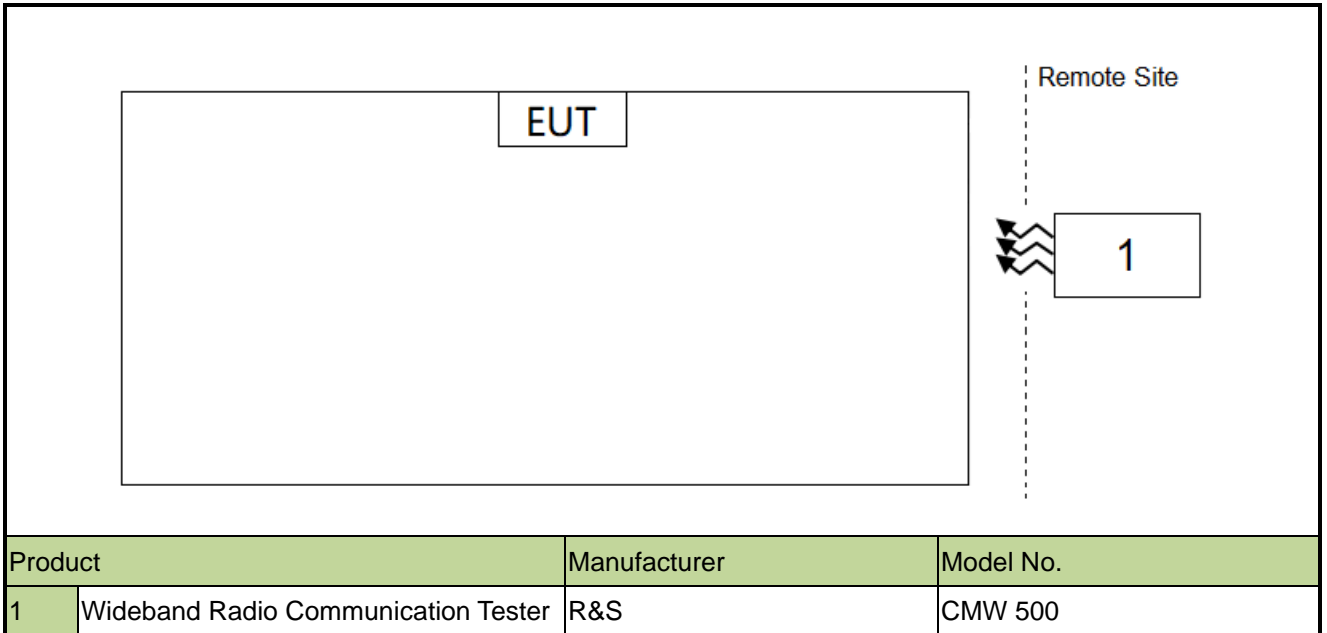 Remote Site
EUT
1
Product Manufacturer Model No.
1 Wideband Radio Communication Tester R&S CMW 500